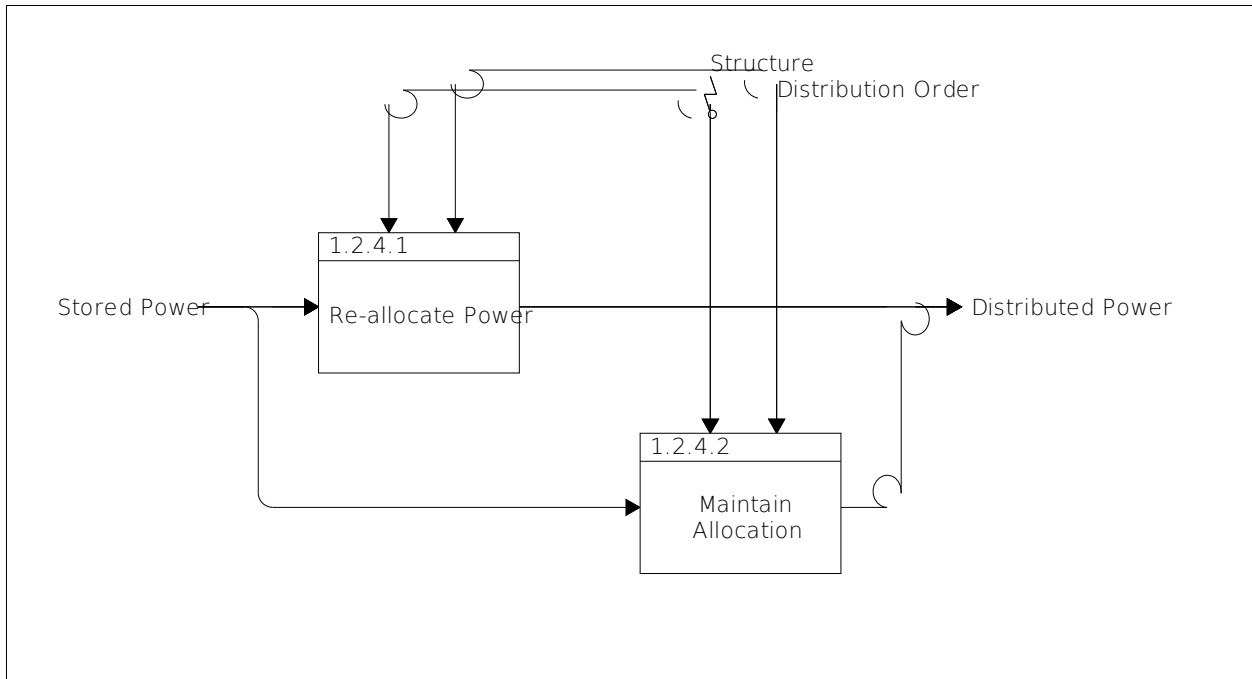 Structure
Distribution Order
1.2.4.1
Stored Power
Re-allocate Power
Distributed Power
1.2.4.2
Maintain
Allocation